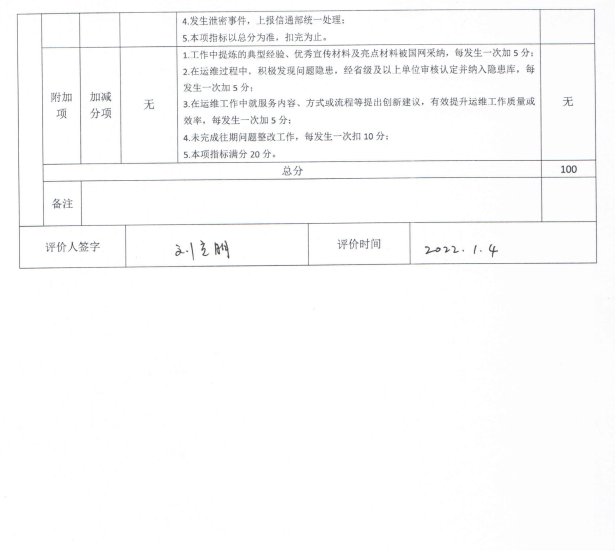 4.发生泄密事件，上报信通部统一处理；
5.本项指标以总分为准，扣完为止。
附加项
加减分项
无
1.工作中提炼的典型经验、优秀宣传材料及亮点材料被国网采纳，每发生一次加 5 分；
2.在运维过程中，积极发现问题隐患，经省级及以上单位审核认定并纳入隐患库，每
发生一次加 5 分；
3.在运维工作中就服务内容、方式或流程等提出创新建议，有效提升运维工作质量或
效率，每发生一次加 5 分；
4.未完成往期问题整改工作，每发生一次扣 10 分；
5.本项指标满分 20 分。
无
总分 100
备注
评价人签字 评价时间 2022.1.4